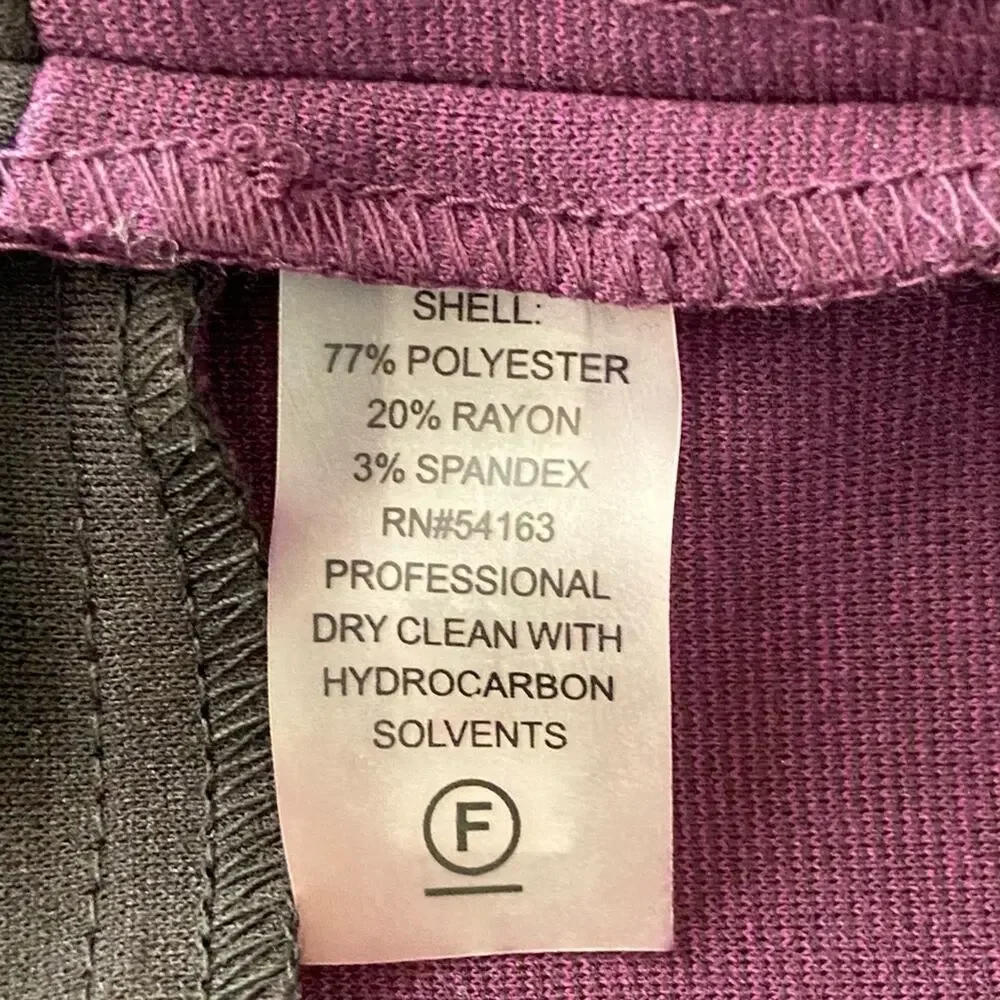 SHELL:
77% POLYESTER
20% RAYON
3% SPANDEX
RN#54163
PROFESSIONAL
DRY CLEAN WITH
HYDROCARBON
SOLVENTS
F